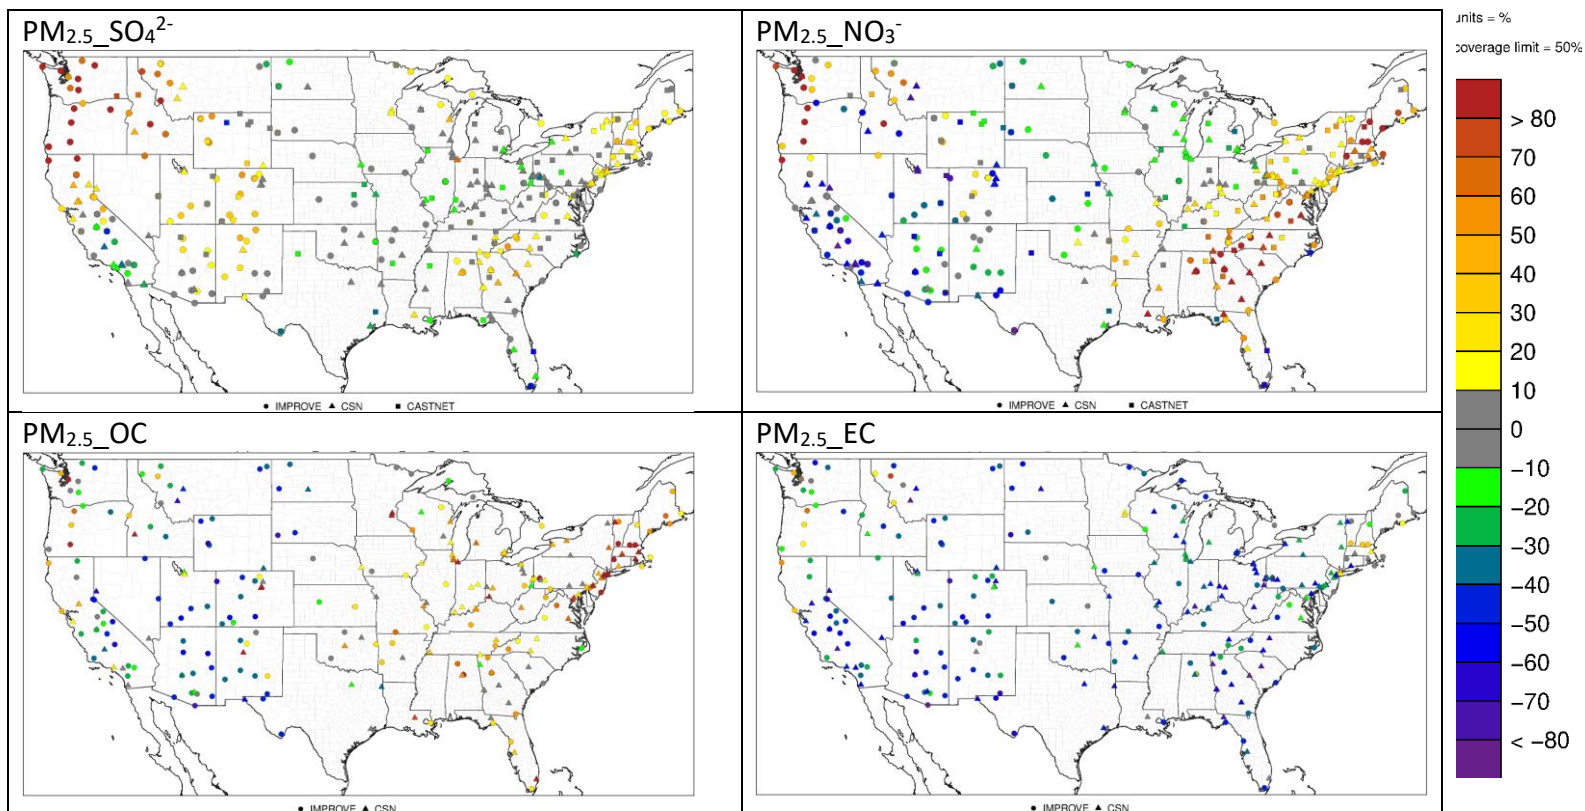 PM₂.₅_SO₄²⁻
IMPROVE CSN CASTNET
PM₂.₅_NO₃⁻
IMPROVE CSN CASTNET
PM₂.₅_OC
IMPROVE CSN
PM₂.₅_EC
IMPROVE CSN
units = %
coverage limit = 50%
> 80
70
60
50
40
30
20
10
0
−10
−20
−30
−40
−50
−60
−70
< −80